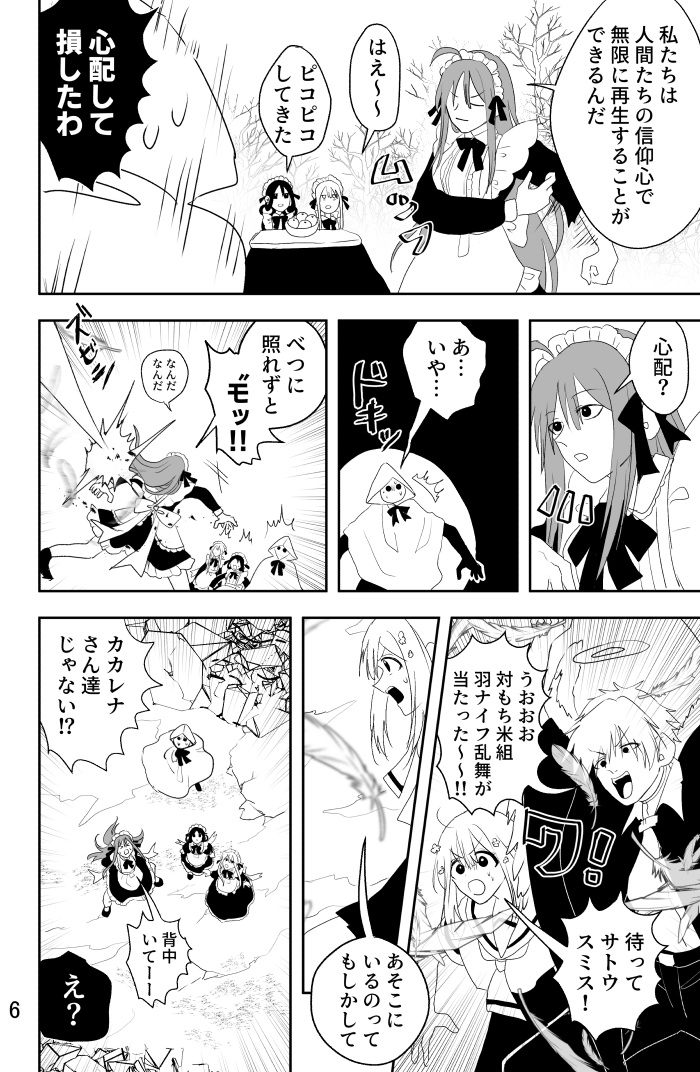 私たちは
人間たちの信仰心で
無限に再生することが
できるんだ
ムクッ
はえ〜〜
ピコピコ
してきた
心配して
損したわ
心配?
あ…
いや…
ドキッ
べつに
照れずと
モッ!!
なんだ
なんだ
ズゼシ
うおおお
対もち米組
羽ナイフ乱舞が
当たった〜〜!!
ワ!
待って
サトウ
スミス!
あそこに
いるのって
もしかして
カカレナ
さん達
じゃない!?
背中
いてーー
え?
6